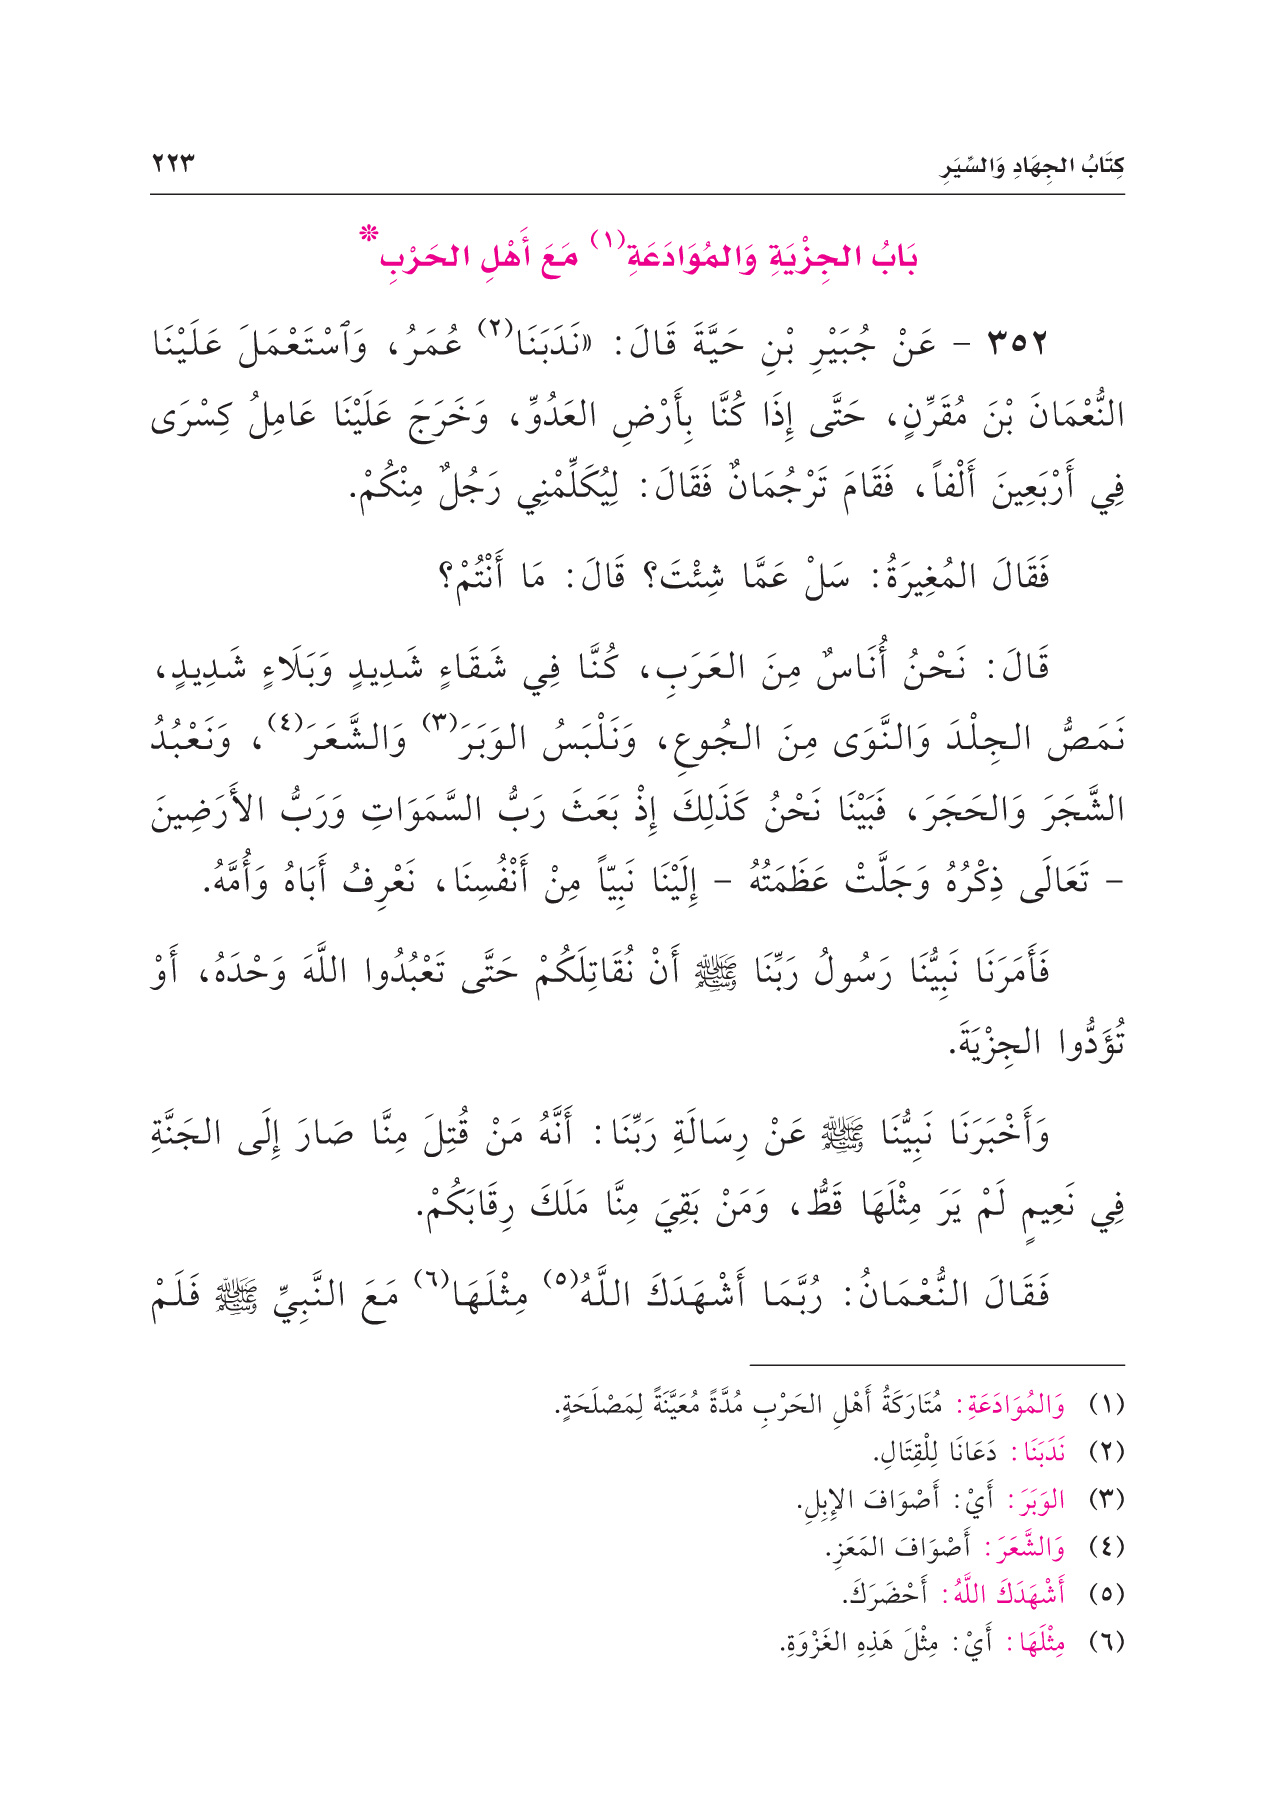 كِتَابُ الجِهَادِ وَالسِّيَرِ ٢٢٣
بَابُ الجِزْيَةِ وَالمُوَادَعَةِ(١) مَعَ أَهْلِ الحَرْبِ*
٣٥٢ - عَنْ جُبَيْرِ بْنِ حَيَّةَ قَالَ: «نَدَبَنَا(٢) عُمَرُ، وَٱسْتَعْمَلَ عَلَيْنَا
النُّعْمَانَ بْنَ مُقَرِّنٍ، حَتَّى إِذَا كُنَّا بِأَرْضِ العَدُوِّ، وَخَرَجَ عَلَيْنَا عَامِلُ كِسْرَى
فِي أَرْبَعِينَ أَلْفاً، فَقَامَ تَرْجُمَانٌ فَقَالَ: لِيُكَلِّمْنِي رَجُلٌ مِنْكُمْ.
فَقَالَ المُغِيرَةُ: سَلْ عَمَّا شِئْتَ؟ قَالَ: مَا أَنْتُمْ؟
قَالَ: نَحْنُ أُنَاسٌ مِنَ العَرَبِ، كُنَّا فِي شَقَاءٍ شَدِيدٍ وَبَلَاءٍ شَدِيدٍ،
نَمَصُّ الجِلْدَ وَالنَّوَى مِنَ الجُوعِ، وَنَلْبَسُ الوَبَرَ(٣) وَالشَّعَرَ(٤)، وَنَعْبُدُ
الشَّجَرَ وَالحَجَرَ، فَبَيْنَا نَحْنُ كَذَلِكَ إِذْ بَعَثَ رَبُّ السَّمَوَاتِ وَرَبُّ الأَرَضِينَ
- تَعَالَى ذِكْرُهُ وَجَلَّتْ عَظَمَتُهُ - إِلَيْنَا نَبِيّاً مِنْ أَنْفُسِنَا، نَعْرِفُ أَبَاهُ وَأُمَّهُ.
فَأَمَرَنَا نَبِيُّنَا رَسُولُ رَبِّنَا ﷺ أَنْ نُقَاتِلَكُمْ حَتَّى تَعْبُدُوا اللَّهَ وَحْدَهُ، أَوْ
تُؤَدُّوا الجِزْيَةَ.
وَأَخْبَرَنَا نَبِيُّنَا ﷺ عَنْ رِسَالَةِ رَبِّنَا: أَنَّهُ مَنْ قُتِلَ مِنَّا صَارَ إِلَى الجَنَّةِ
فِي نَعِيمٍ لَمْ يَرَ مِثْلَهَا قَطُّ، وَمَنْ بَقِيَ مِنَّا مَلَكَ رِقَابَكُمْ.
فَقَالَ النُّعْمَانُ: رُبَّمَا أَشْهَدَكَ اللَّهُ(٥) مِثْلَهَا(٦) مَعَ النَّبِيِّ ﷺ فَلَمْ
(١) وَالمُوَادَعَةِ: مُتَارَكَةُ أَهْلِ الحَرْبِ مُدَّةً مُعَيَّنَةً لِمَصْلَحَةٍ.
(٢) نَدَبَنَا: دَعَانَا لِلْقِتَالِ.
(٣) الوَبَرَ: أَيْ: أَصْوَافَ الإِبِلِ.
(٤) وَالشَّعَرَ: أَصْوَافَ المَعَزِ.
(٥) أَشْهَدَكَ اللَّهُ: أَحْضَرَكَ.
(٦) مِثْلَهَا: أَيْ: مِثْلَ هَذِهِ الغَزْوَةِ.